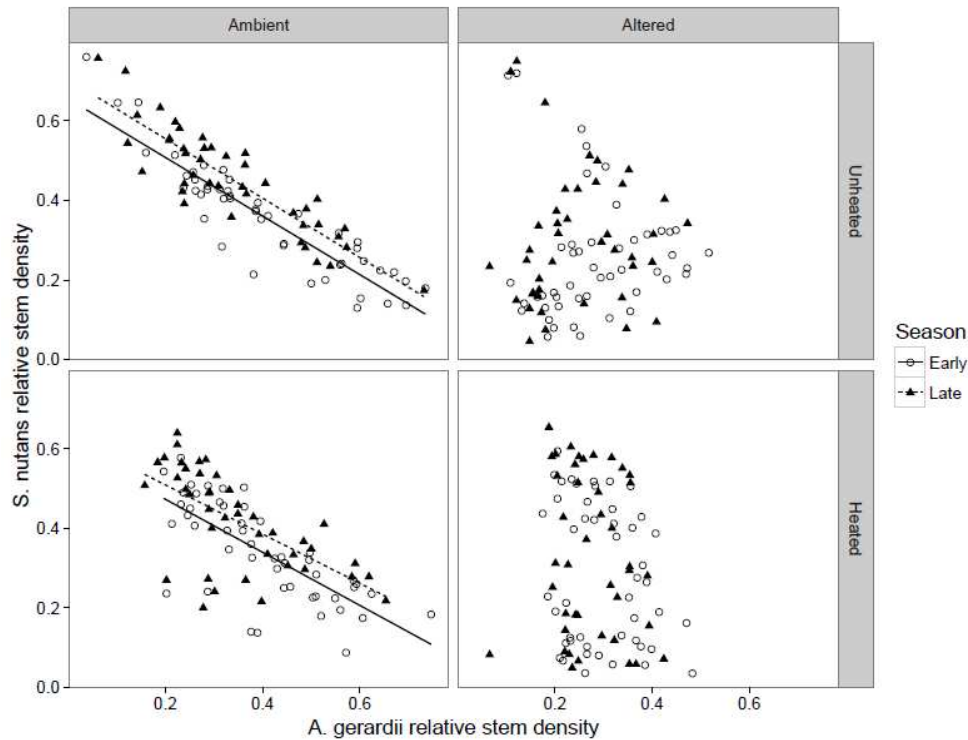 Ambient
Altered
0.6
0.4
0.2
0.0
Unheated
0.6
0.4
0.2
0.0
Heated
S. nutans relative stem density
0.2 0.4 0.6 0.2 0.4 0.6
A. gerardii relative stem density
Season
Early
Late